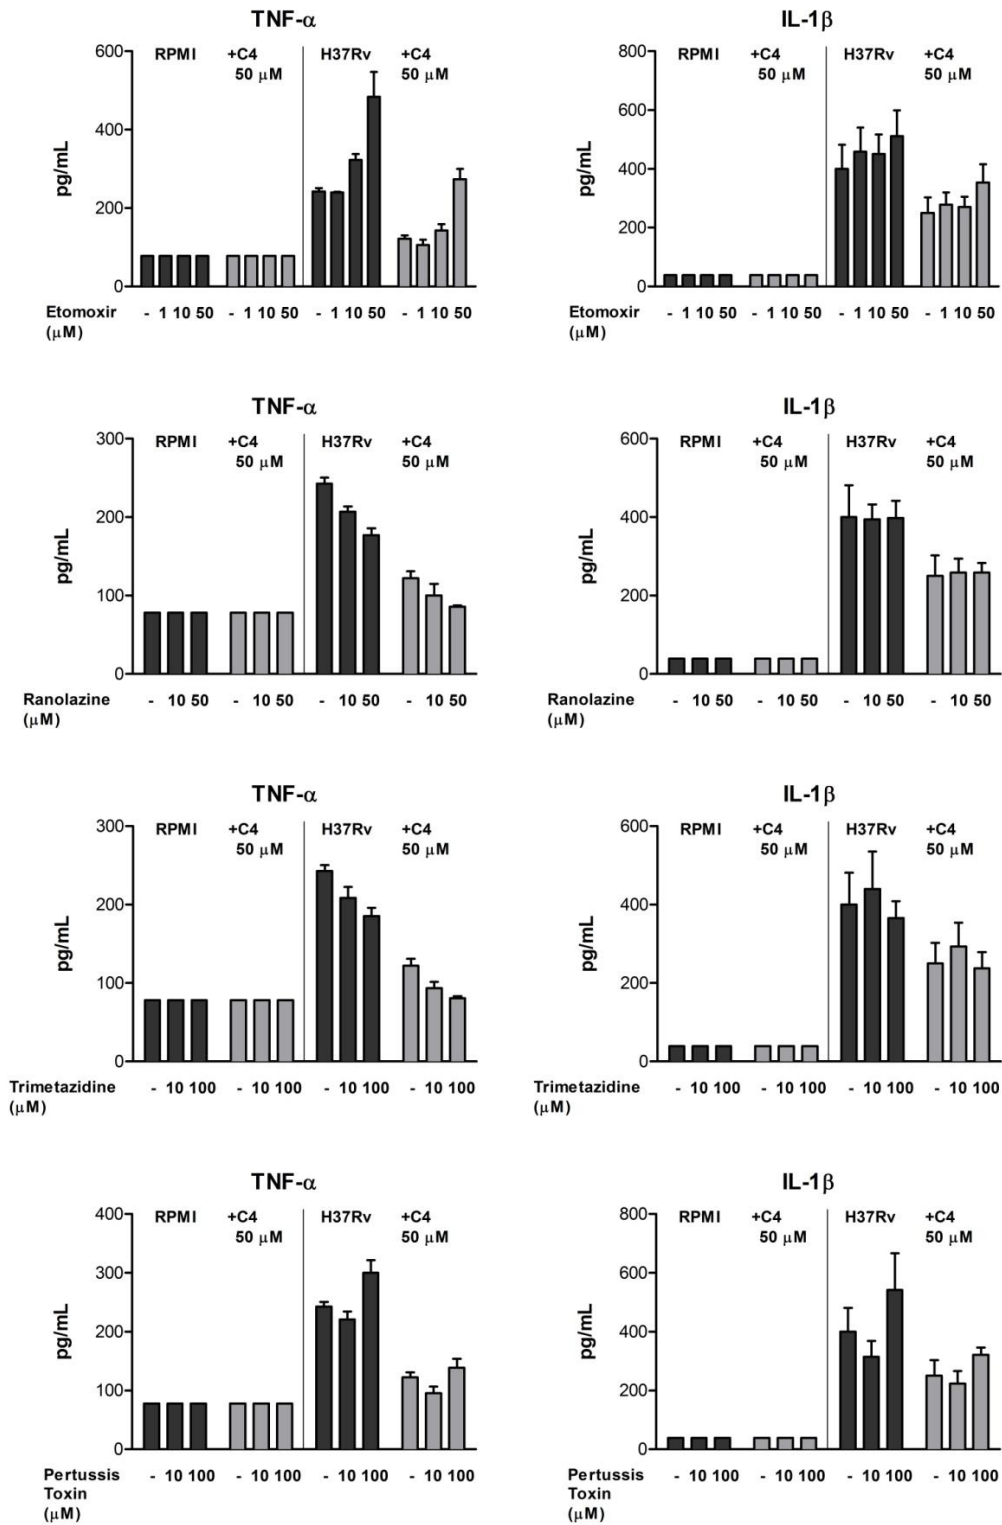 TNF-α
RPMI +C4 H37Rv +C4
50 μM 50 μM
600
400
200
0
pg/mL
Etomoxir - 1 10 50 - 1 10 50 - 1 10 50 - 1 10 50
(μM)
IL-1β
RPMI +C4 H37Rv +C4
50 μM 50 μM
800
600
400
200
0
pg/mL
Etomoxir - 1 10 50 - 1 10 50 - 1 10 50 - 1 10 50
(μM)
TNF-α
RPMI +C4 H37Rv +C4
50 μM 50 μM
300
200
100
0
pg/mL
Ranolazine - 10 50 - 10 50 - 10 50 - 10 50
(μM)
IL-1β
RPMI +C4 H37Rv +C4
50 μM 50 μM
600
400
200
0
pg/mL
Ranolazine - 10 50 - 10 50 - 10 50 - 10 50
(μM)
TNF-α
RPMI +C4 H37Rv +C4
50 μM 50 μM
300
200
100
0
pg/mL
Trimetazidine - 10 100 - 10 100 - 10 100 - 10 100
(μM)
IL-1β
RPMI +C4 H37Rv +C4
50 μM 50 μM
600
400
200
0
pg/mL
Trimetazidine - 10 100 - 10 100 - 10 100 - 10 100
(μM)
TNF-α
RPMI +C4 H37Rv +C4
50 μM 50 μM
400
300
200
100
0
pg/mL
Pertussis - 10 100 - 10 100 - 10 100 - 10 100
Toxin
(μM)
IL-1β
RPMI +C4 H37Rv +C4
50 μM 50 μM
800
600
400
200
0
pg/mL
Pertussis - 10 100 - 10 100 - 10 100 - 10 100
Toxin
(μM)